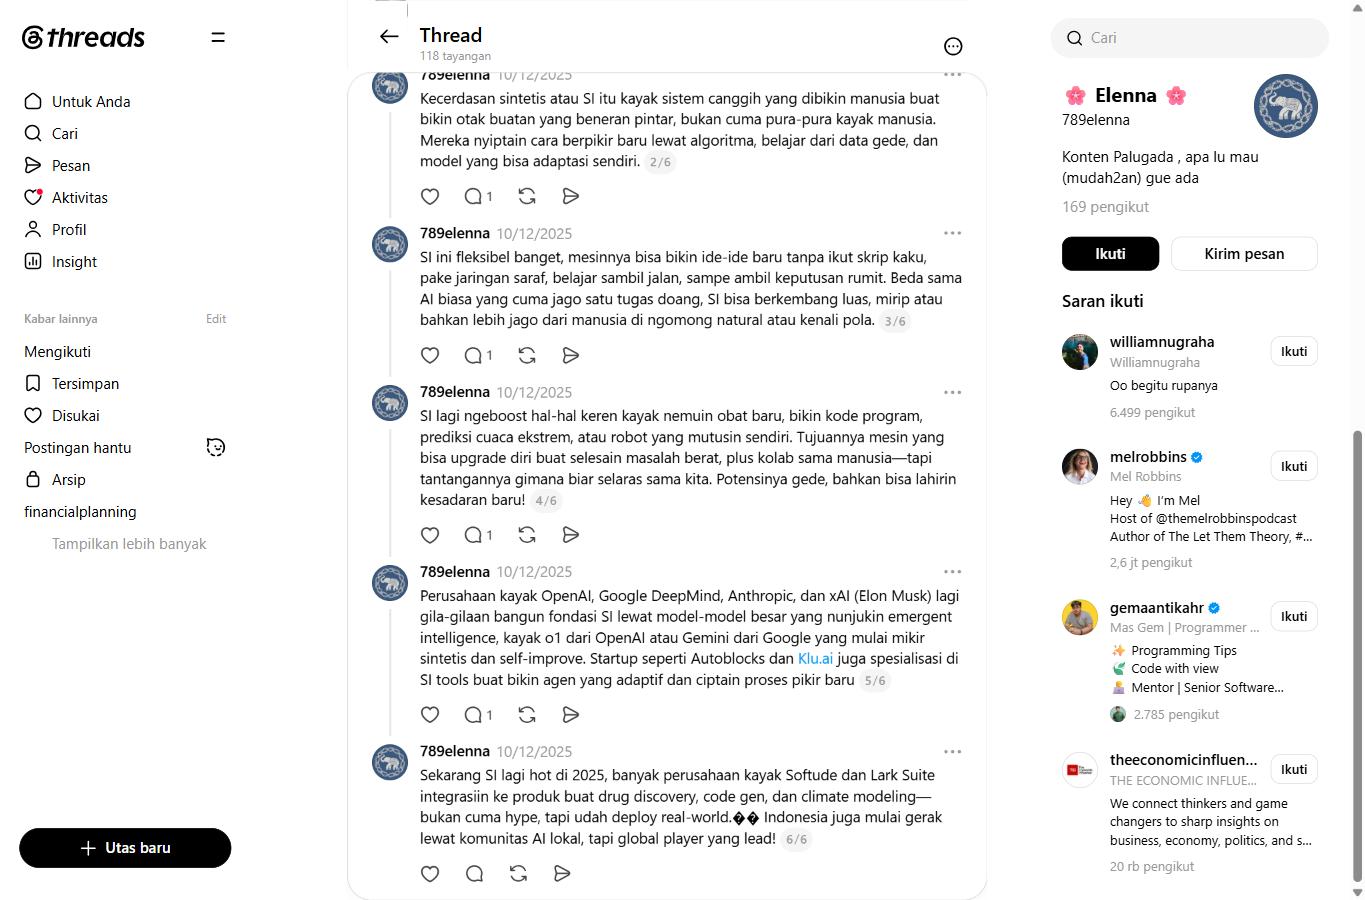 threads
Untuk Anda
Cari
Pesan
Aktivitas
Profil
Insight
Kabar lainnya
Edit
Mengikuti
Tersimpan
Disukai
Postingan hantu
Arsip
financialplanning
Tampilkan lebih banyak
Utas baru
Thread
118 tayangan
789elenna 10/12/2025
Kecerdasan sintetis atau SI itu kayak sistem canggih yang dibikin manusia buat
bikin otak buatan yang beneran pintar, bukan cuma pura-pura kayak manusia.
Mereka nyiptain cara berpikir baru lewat algoritma, belajar dari data gede, dan
model yang bisa adaptasi sendiri. 2/6
1
789elenna 10/12/2025
SI ini fleksibel banget, mesinnya bisa bikin ide-ide baru tanpa ikut skrip kaku,
pake jaringan saraf, belajar sambil jalan, sampe ambil keputusan rumit. Beda sama
AI biasa yang cuma jago satu tugas doang, SI bisa berkembang luas, mirip atau
bahkan lebih jago dari manusia di ngomong natural atau kenali pola. 3/6
1
789elenna 10/12/2025
SI lagi ngeboost hal-hal keren kayak nemuin obat baru, bikin kode program,
prediksi cuaca ekstrem, atau robot yang mutusin sendiri. Tujuannya mesin yang
bisa upgrade diri buat selesain masalah berat, plus kolab sama manusia—tapi
tantangannya gimana biar selaras sama kita. Potensinya gede, bahkan bisa lahirin
kesadaran baru! 4/6
1
789elenna 10/12/2025
Perusahaan kayak OpenAI, Google DeepMind, Anthropic, dan xAI (Elon Musk) lagi
gila-gilaan bangun fondasi SI lewat model-model besar yang nunjukin emergent
intelligence, kayak o1 dari OpenAI atau Gemini dari Google yang mulai mikir
sintetis dan self-improve. Startup seperti Autoblocks dan Klu.ai juga spesialisasi di
SI tools buat bikin agen yang adaptif dan ciptain proses pikir baru 5/6
1
789elenna 10/12/2025
Sekarang SI lagi hot di 2025, banyak perusahaan kayak Softude dan Lark Suite
integrasiin ke produk buat drug discovery, code gen, dan climate modeling—
bukan cuma hype, tapi udah deploy real-world.�� Indonesia juga mulai gerak
lewat komunitas AI lokal, tapi global player yang lead! 6/6
Cari
🌸 Elenna 🌸
789elenna
Konten Palugada , apa lu mau
(mudah2an) gue ada
169 pengikut
Ikuti
Kirim pesan
Saran ikuti
williamnugraha
Williamnugraha
Ikuti
Oo begitu rupanya
6.499 pengikut
melrobbins
Mel Robbins
Ikuti
Hey 👋 I'm Mel
Host of @themelrobbinspodcast
Author of The Let Them Theory, #...
2,6 jt pengikut
gemaantikahr
Mas Gem | Programmer ...
Ikuti
✨ Programming Tips
🌿 Code with view
Mentor | Senior Software...
2.785 pengikut
theeconomicinfluen...
THE ECONOMIC INFLUE...
Ikuti
We connect thinkers and game
changers to sharp insights on
business, economy, politics, and s...
20 rb pengikut